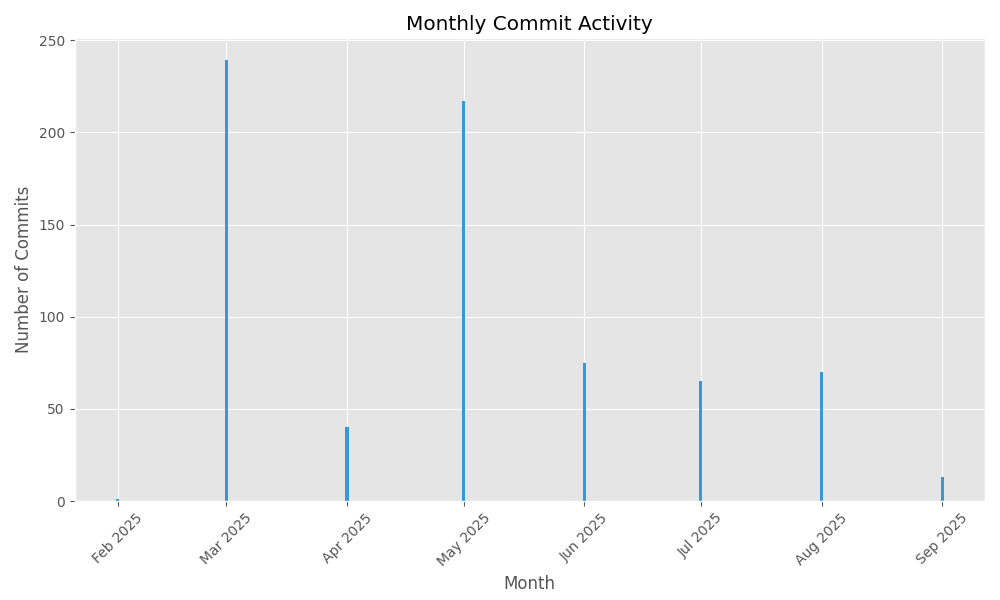 Monthly Commit Activity
250
200
150
100
50
0
Number of Commits
Feb 2025
Mar 2025
Apr 2025
May 2025
Jun 2025
Jul 2025
Aug 2025
Sep 2025
Month